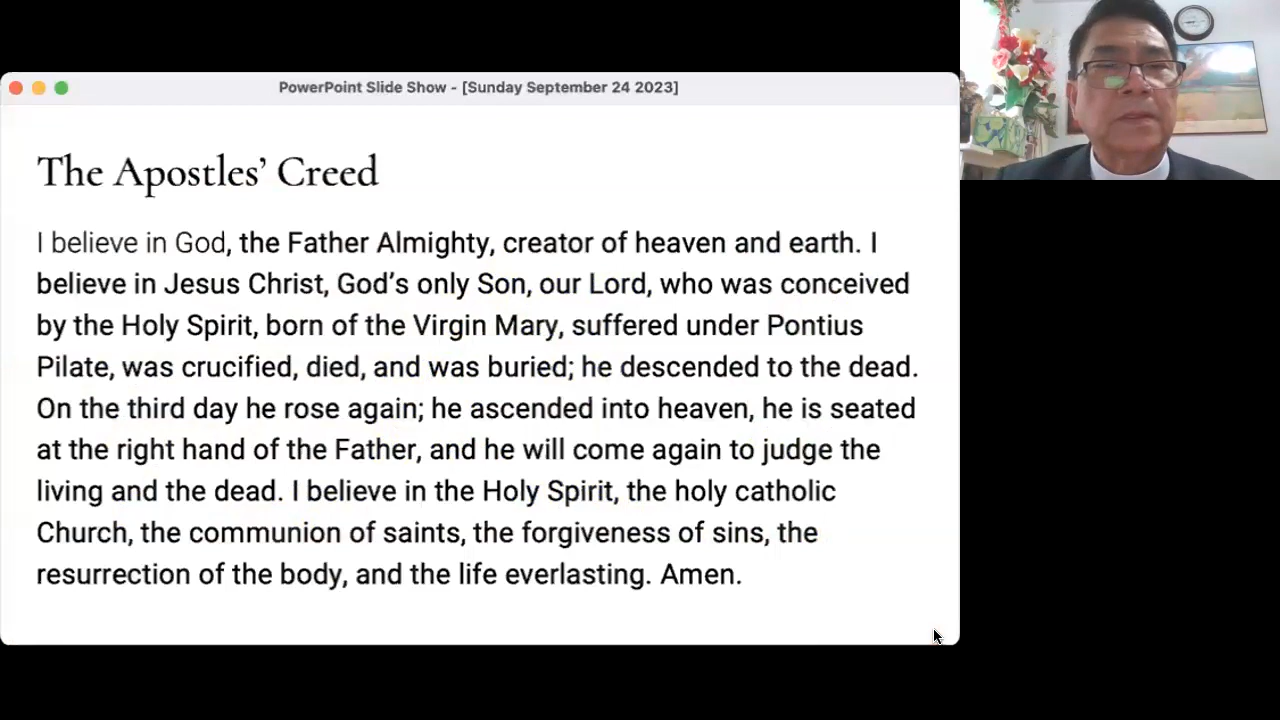 PowerPoint Slide Show - [Sunday September 24 2023]
The Apostles’ Creed
I believe in God, the Father Almighty, creator of heaven and earth. I
believe in Jesus Christ, God’s only Son, our Lord, who was conceived
by the Holy Spirit, born of the Virgin Mary, suffered under Pontius
Pilate, was crucified, died, and was buried; he descended to the dead.
On the third day he rose again; he ascended into heaven, he is seated
at the right hand of the Father, and he will come again to judge the
living and the dead. I believe in the Holy Spirit, the holy catholic
Church, the communion of saints, the forgiveness of sins, the
resurrection of the body, and the life everlasting. Amen.